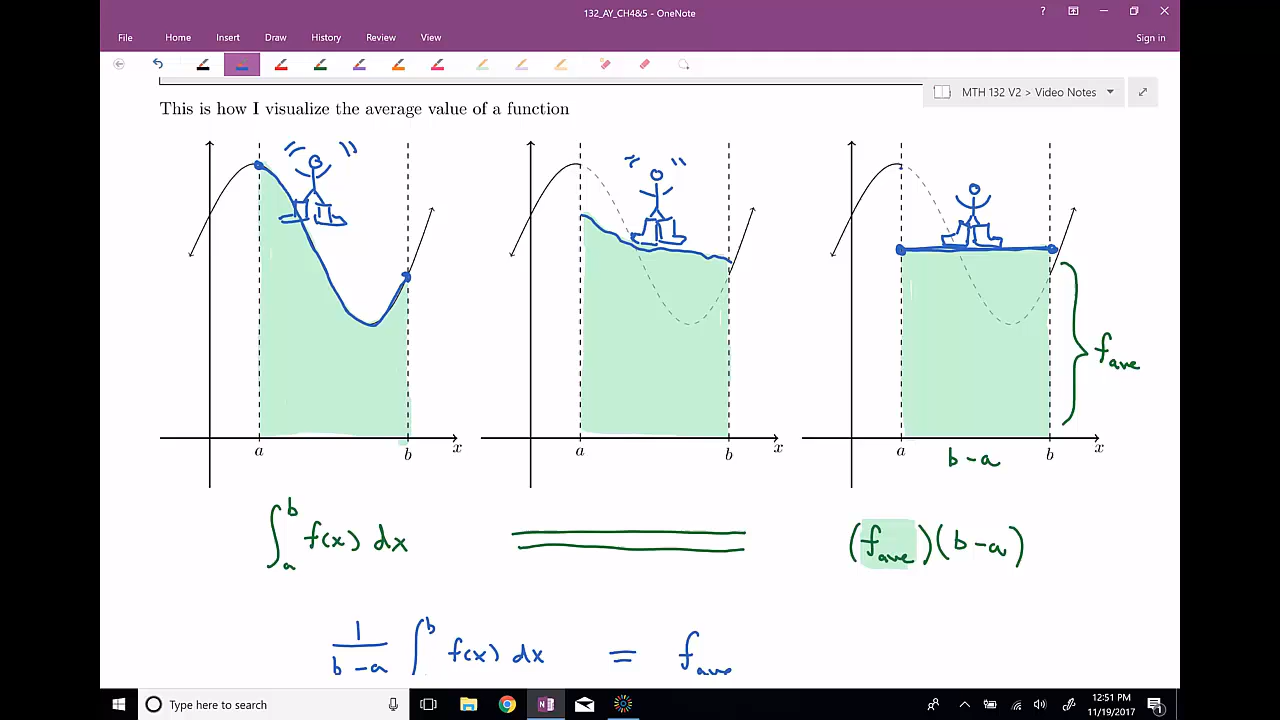 132_AY_CH4&5 - OneNote
?
File Home Insert Draw History Review View Sign in
MTH 132 V2 > Video Notes
This is how I visualize the average value of a function
f_ave
a b x a b x a b x
b-a
∫_a^b f(x) dx = (f_ave)(b-a)
1/(b-a) ∫^b f(x) dx = f_ave
Type here to search
12:51 PM
11/19/2017
1